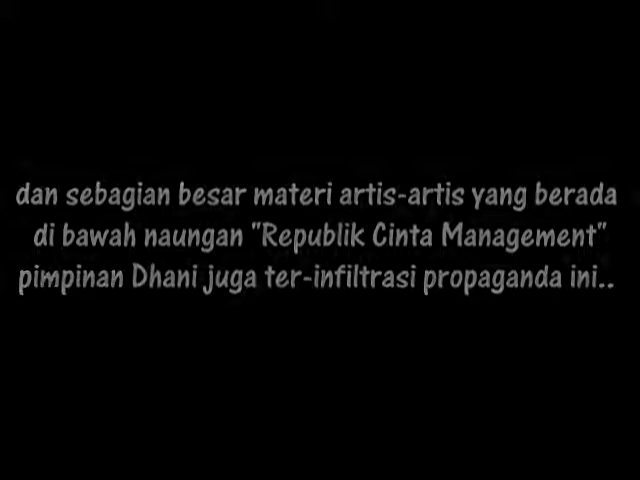 dan sebagian besar materi artis-artis yang berada
di bawah naungan "Republik Cinta Management"
pimpinan Dhani juga ter-infiltrasi propaganda ini..